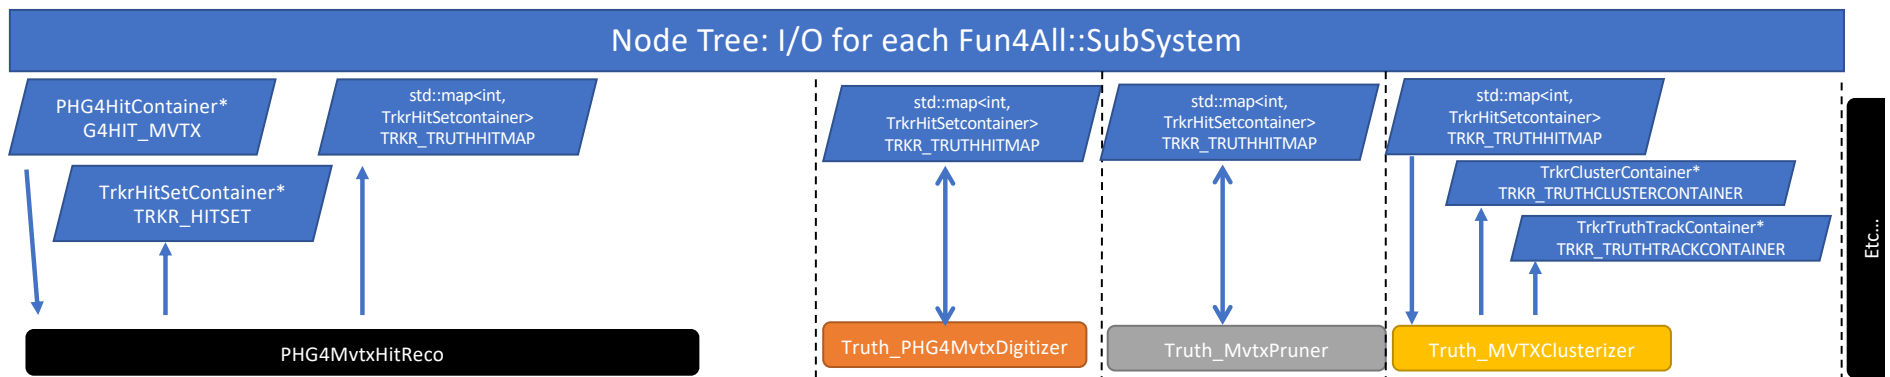 Node Tree: I/O for each Fun4All::SubSystem
PHG4HitContainer*
G4HIT_MVTX
TrkrHitSetContainer*
TRKR_HITSET
std::map<int,
TrkrHitSetcontainer>
TRKR_TRUTHHITMAP
std::map<int,
TrkrHitSetcontainer>
TRKR_TRUTHHITMAP
std::map<int,
TrkrHitSetcontainer>
TRKR_TRUTHHITMAP
std::map<int,
TrkrHitSetcontainer>
TRKR_TRUTHHITMAP
TrkrClusterContainer*
TRKR_TRUTHCLUSTERCONTAINER
TrkrTruthTrackContainer*
TRKR_TRUTHTRACKCONTAINER
Etc...
PHG4MvtxHitReco
Truth_PHG4MvtxDigitizer
Truth_MvtxPruner
Truth_MVTXClusterizer